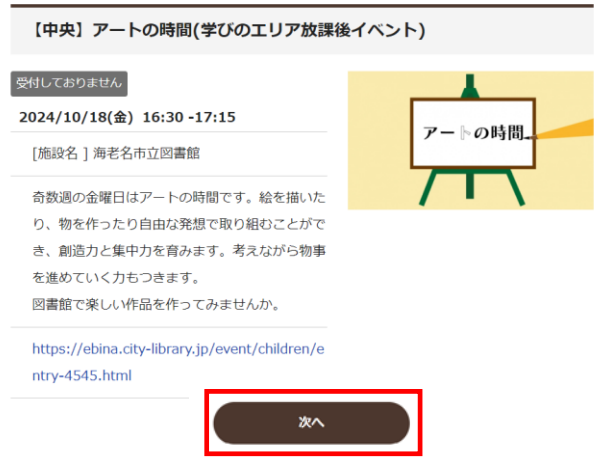 【中央】アートの時間(学びのエリア放課後イベント)
受付しておりません
2024/10/18(金) 16:30 -17:15
[施設名 ] 海老名市立図書館
アートの時間
奇数週の金曜日はアートの時間です。絵を描いた
り、物を作ったり自由な発想で取り組むことがで
き、創造力と集中力を育みます。考えながら物事
を進めていく力もつきます。
図書館で楽しい作品を作ってみませんか。
https://ebina.city-library.jp/event/children/e
ntry-4545.html
次へ